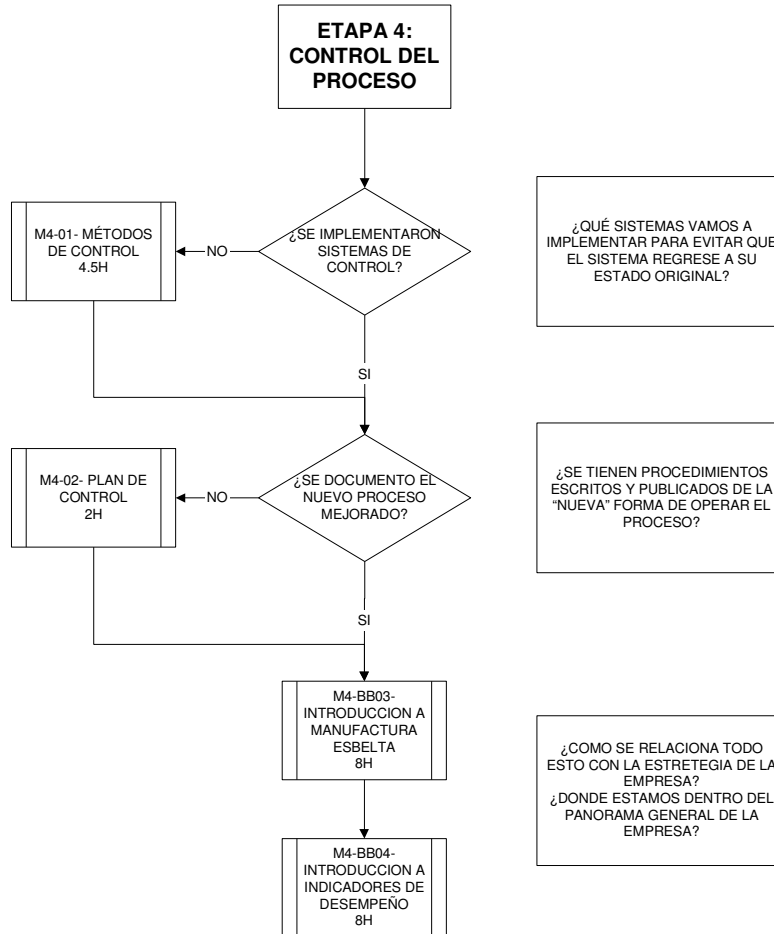 ETAPA 4:
CONTROL DEL
PROCESO
M4-01- MÉTODOS
DE CONTROL
4.5H
NO
¿SE IMPLEMENTARON
SISTEMAS DE
CONTROL?
¿QUÉ SISTEMAS VAMOS A
IMPLEMENTAR PARA EVITAR QUE
EL SISTEMA REGRESE A SU
ESTADO ORIGINAL?
SI
M4-02- PLAN DE
CONTROL
2H
NO
¿SE DOCUMENTO EL
NUEVO PROCESO
MEJORADO?
¿SE TIENEN PROCEDIMIENTOS
ESCRITOS Y PUBLICADOS DE LA
“NUEVA” FORMA DE OPERAR EL
PROCESO?
SI
M4-BB03-
INTRODUCCION A
MANUFACTURA
ESBELTA
8H
¿COMO SE RELACIONA TODO
ESTO CON LA ESTRETEGIA DE LA
EMPRESA?
¿DONDE ESTAMOS DENTRO DEL
PANORAMA GENERAL DE LA
EMPRESA?
M4-BB04-
INTRODUCCION A
INDICADORES DE
DESEMPEÑO
8H